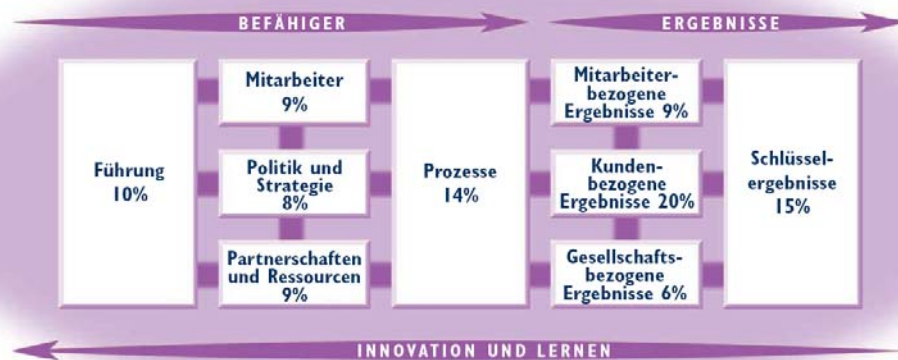 BEFÄHIGER
ERGEBNISSE
Führung
10%
Mitarbeiter
9%
Politik und
Strategie
8%
Partnerschaften
und Ressourcen
9%
Prozesse
14%
Mitarbeiter-
bezogene
Ergebnisse 9%
Kunden-
bezogene
Ergebnisse 20%
Gesellschafts-
bezogene
Ergebnisse 6%
Schlüssel-
ergebnisse
15%
INNOVATION UND LERNEN